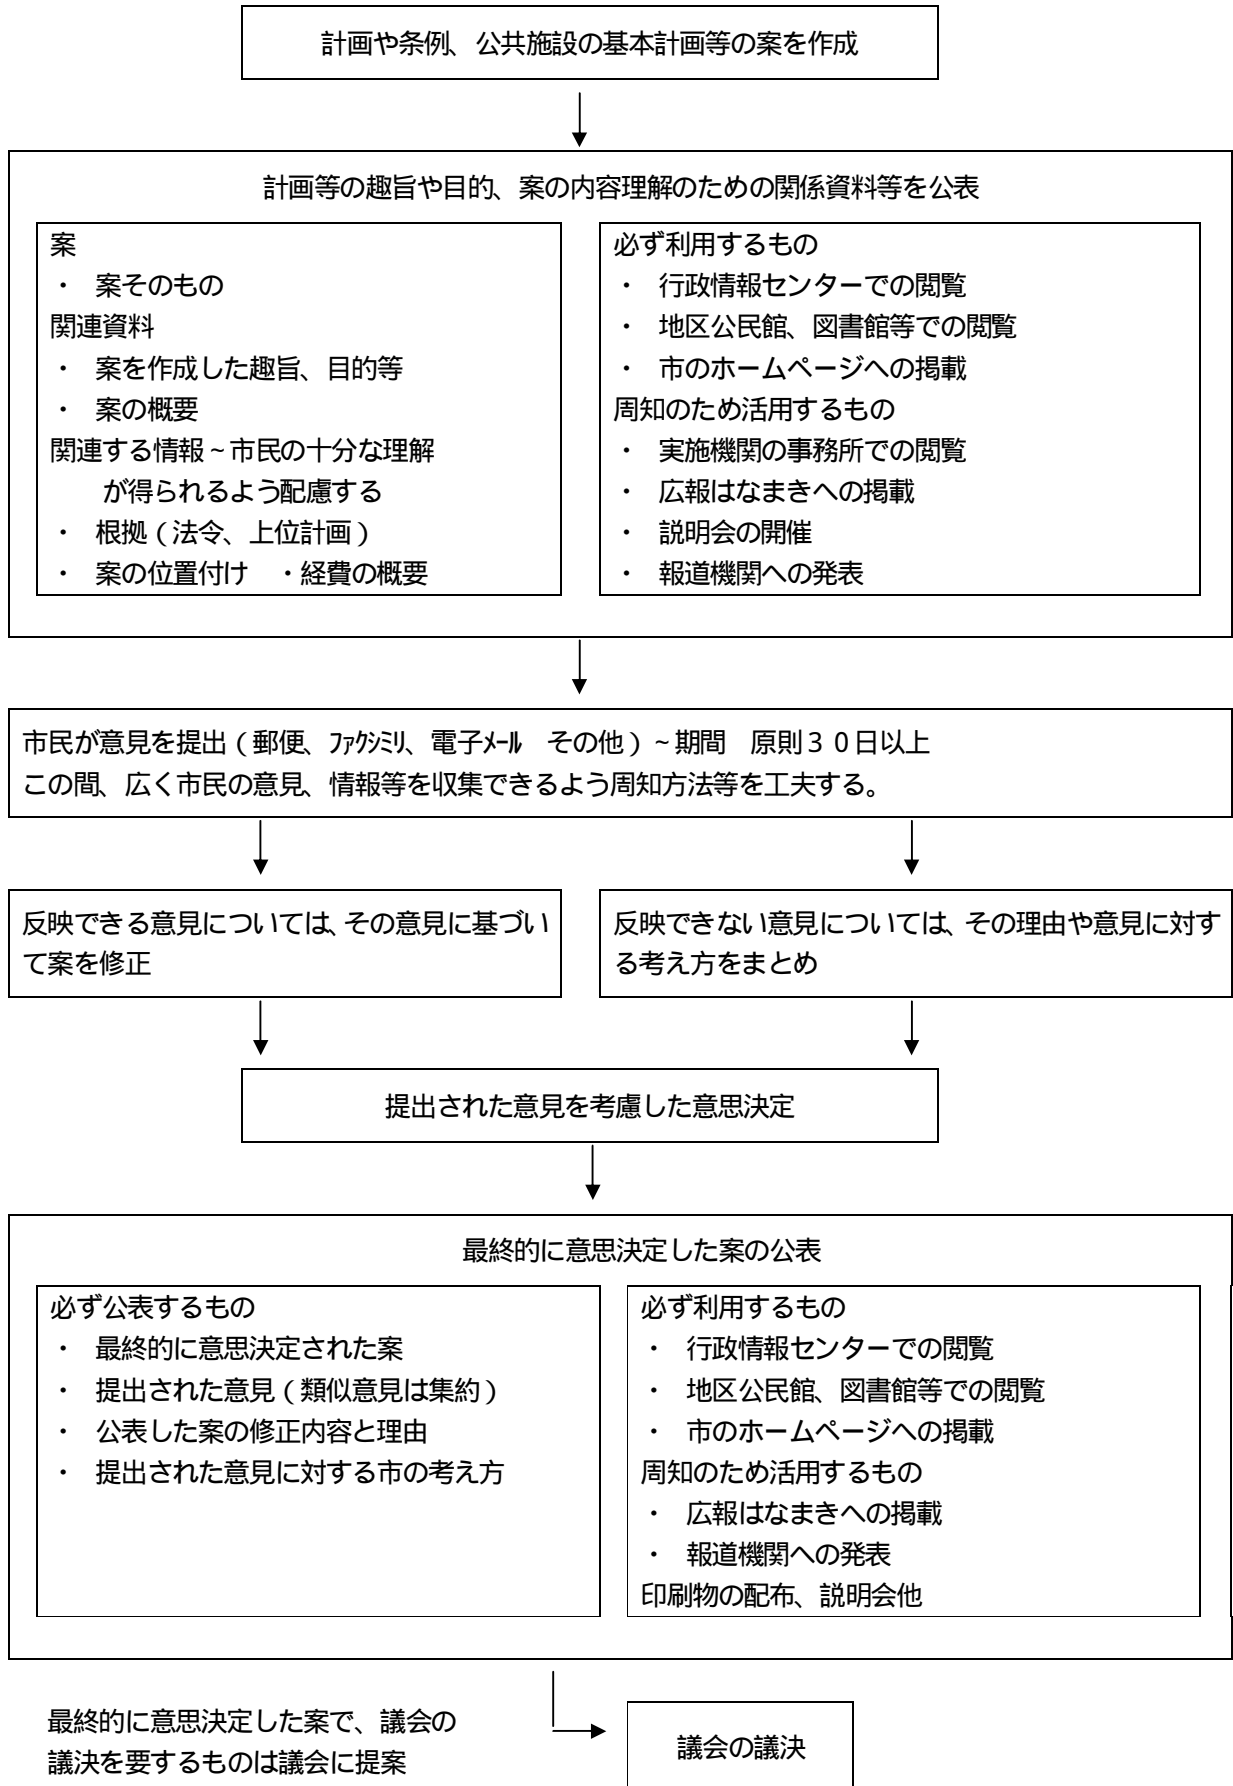 計画や条例、公共施設の基本計画等の案を作成
計画等の趣旨や目的、案の内容理解のための関係資料等を公表
案
・ 案そのもの
関連資料
・ 案を作成した趣旨、目的等
・ 案の概要
関連する情報~市民の十分な理解
が得られるよう配慮する
・ 根拠(法令、上位計画)
・ 案の位置付け ・経費の概要
必ず利用するもの
・ 行政情報センターでの閲覧
・ 地区公民館、図書館等での閲覧
・ 市のホームページへの掲載
周知のため活用するもの
・ 実施機関の事務所での閲覧
・ 広報はなまきへの掲載
・ 説明会の開催
・ 報道機関への発表
市民が意見を提出(郵便、ファクシミリ、電子メール その他)~期間 原則30日以上
この間、広く市民の意見、情報等を収集できるよう周知方法等を工夫する。
反映できる意見については、その意見に基づい
て案を修正
反映できない意見については、その理由や意見に対す
る考え方をまとめ
提出された意見を考慮した意思決定
最終的に意思決定した案の公表
必ず公表するもの
・ 最終的に意思決定された案
・ 提出された意見(類似意見は集約)
・ 公表した案の修正内容と理由
・ 提出された意見に対する市の考え方
必ず利用するもの
・ 行政情報センターでの閲覧
・ 地区公民館、図書館等での閲覧
・ 市のホームページへの掲載
周知のため活用するもの
・ 広報はなまきへの掲載
・ 報道機関への発表
印刷物の配布、説明会他
最終的に意思決定した案で、議会の
議決を要するものは議会に提案
議会の議決